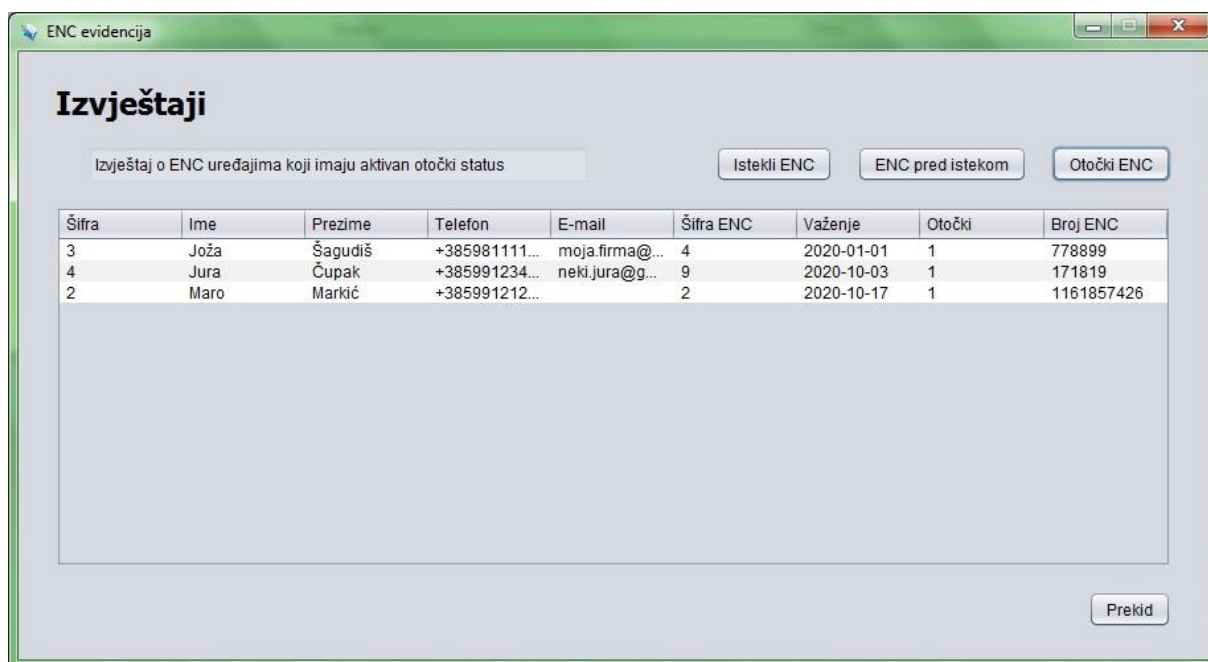 ENC evidencija
Izvještaji
Izvještaj o ENC uređajima koji imaju aktivan otočki status Istekli ENC ENC pred istekom Otočki ENC
Šifra Ime Prezime Telefon E-mail Šifra ENC Važenje Otočki Broj ENC
3 Joža Šagudiš +385981111... moja.firma@... 4 2020-01-01 1 778899
4 Jura Čupak +385991234... neki.jura@g... 9 2020-10-03 1 171819
2 Maro Markić +385991212... 2 2020-10-17 1 1161857426
Prekid